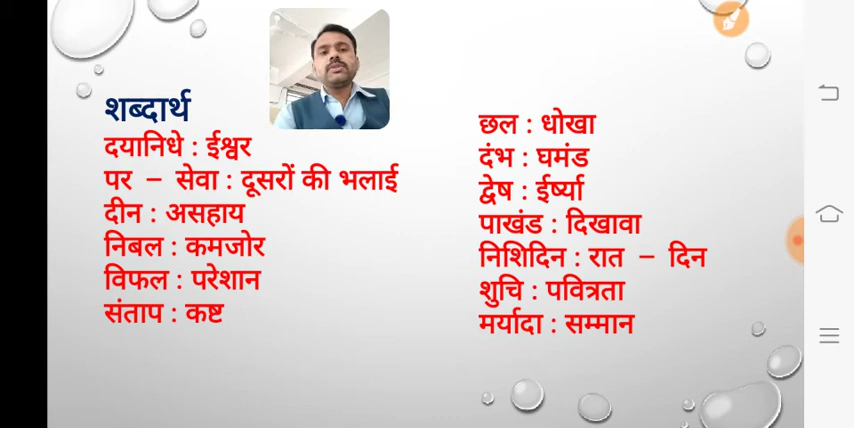 शब्दार्थ
दयानिधे : ईश्वर
पर – सेवा : दूसरों की भलाई
दीन : असहाय
निबल : कमजोर
विफल : परेशान
संताप : कष्ट
छल : धोखा
दंभ : घमंड
द्वेष : ईर्ष्या
पाखंड : दिखावा
निशिदिन : रात – दिन
शुचि : पवित्रता
मर्यादा : सम्मान